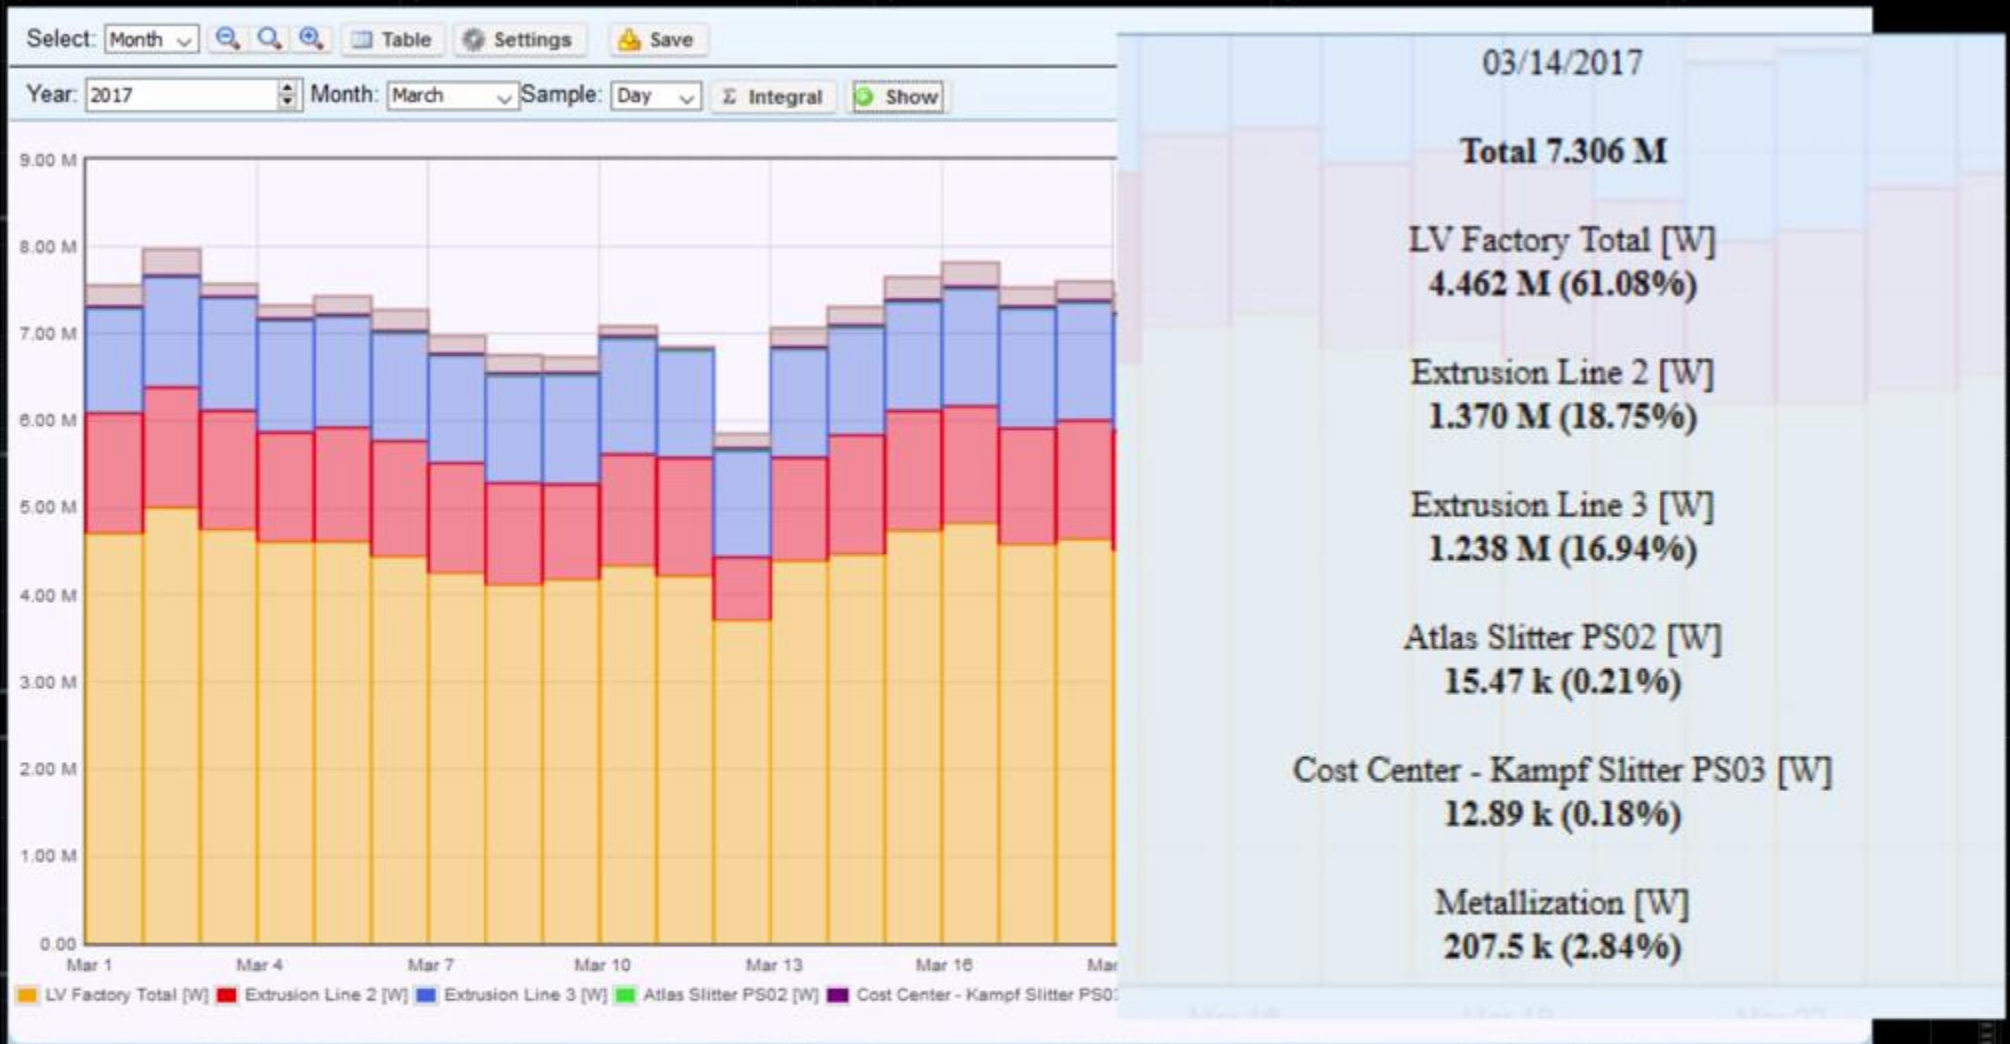 Select: Month Table Settings Save
Year: 2017 Month: March Sample: Day Σ Integral Show
9.00 M
8.00 M
7.00 M
6.00 M
5.00 M
4.00 M
3.00 M
2.00 M
1.00 M
0.00
Mar 1 Mar 4 Mar 7 Mar 10 Mar 13 Mar 16 Mar
LV Factory Total [W] Extrusion Line 2 [W] Extrusion Line 3 [W] Atlas Slitter PS02 [W] Cost Center - Kampf Slitter PS03
03/14/2017
Total 7.306 M
LV Factory Total [W]
4.462 M (61.08%)
Extrusion Line 2 [W]
1.370 M (18.75%)
Extrusion Line 3 [W]
1.238 M (16.94%)
Atlas Slitter PS02 [W]
15.47 k (0.21%)
Cost Center - Kampf Slitter PS03 [W]
12.89 k (0.18%)
Metallization [W]
207.5 k (2.84%)